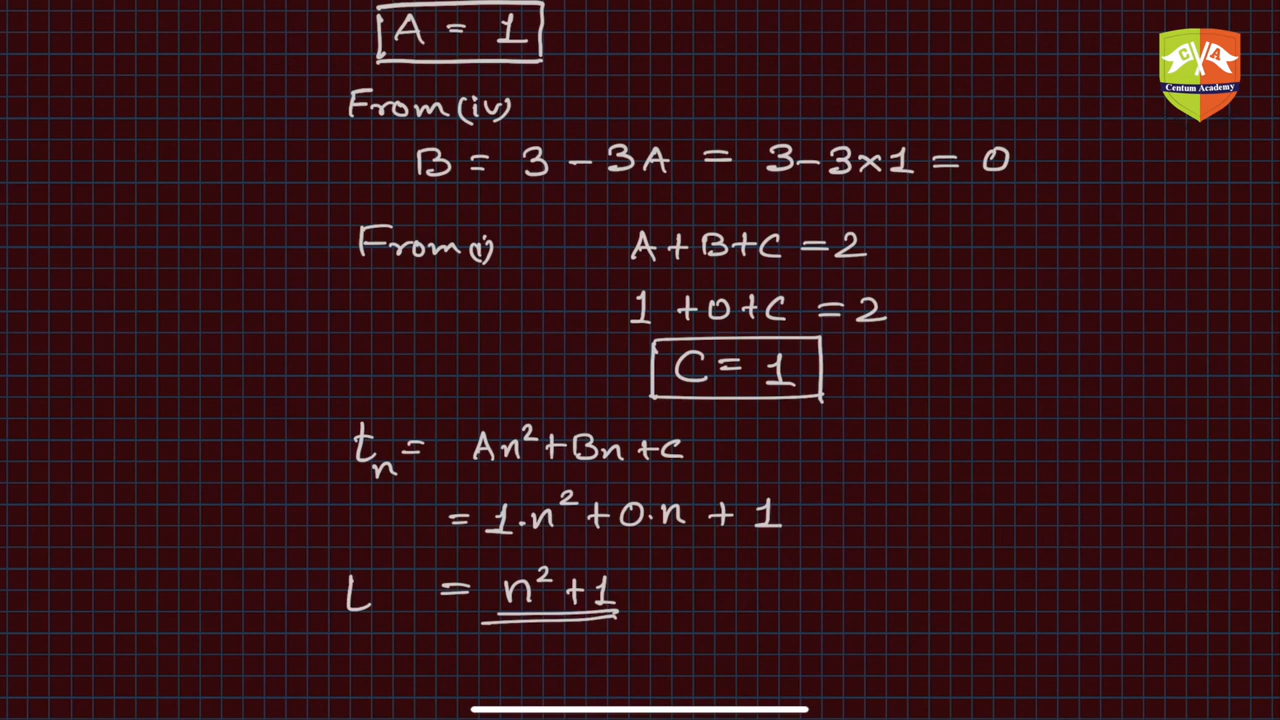 A = 1
C A
Centum Academy
From (iv)
B = 3 - 3A = 3-3×1 = 0
From (i) A+B+C = 2
1 +0+C = 2
C = 1
tn = An²+Bn+C
= 1·n²+0·n + 1
L = n²+1